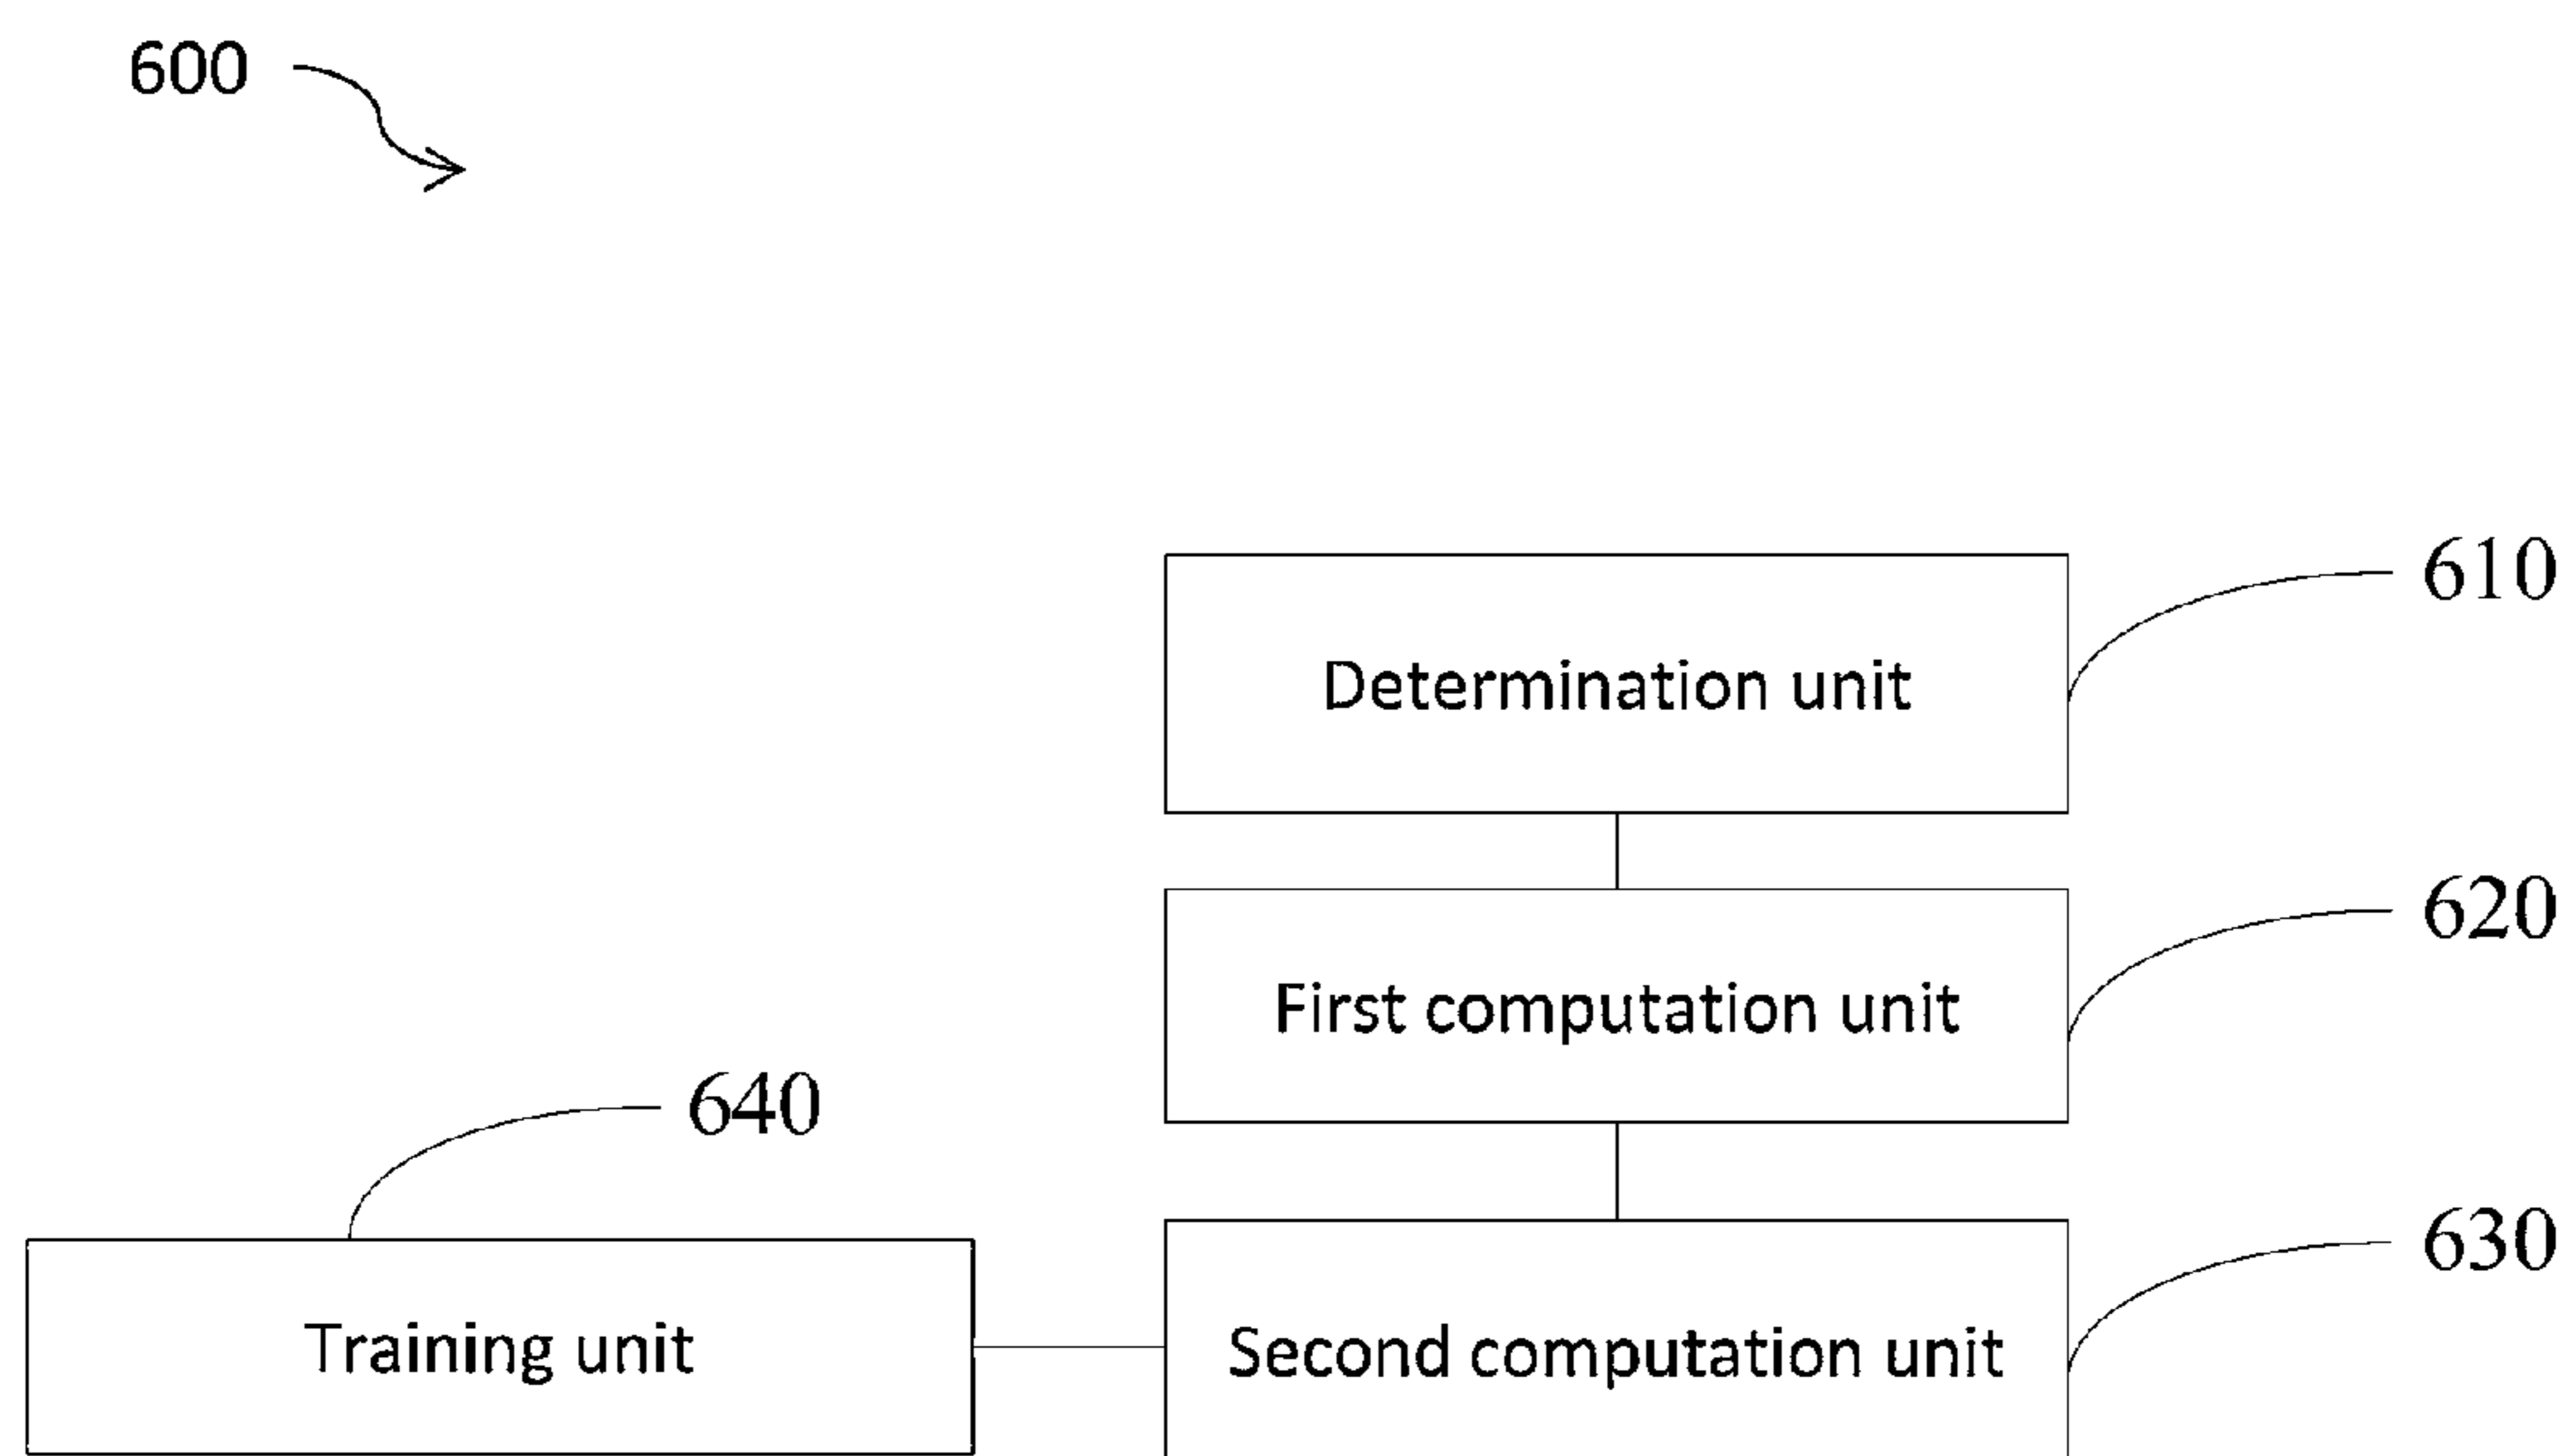 600
610
Determination unit
620
First computation unit
640
630
Training unit
Second computation unit